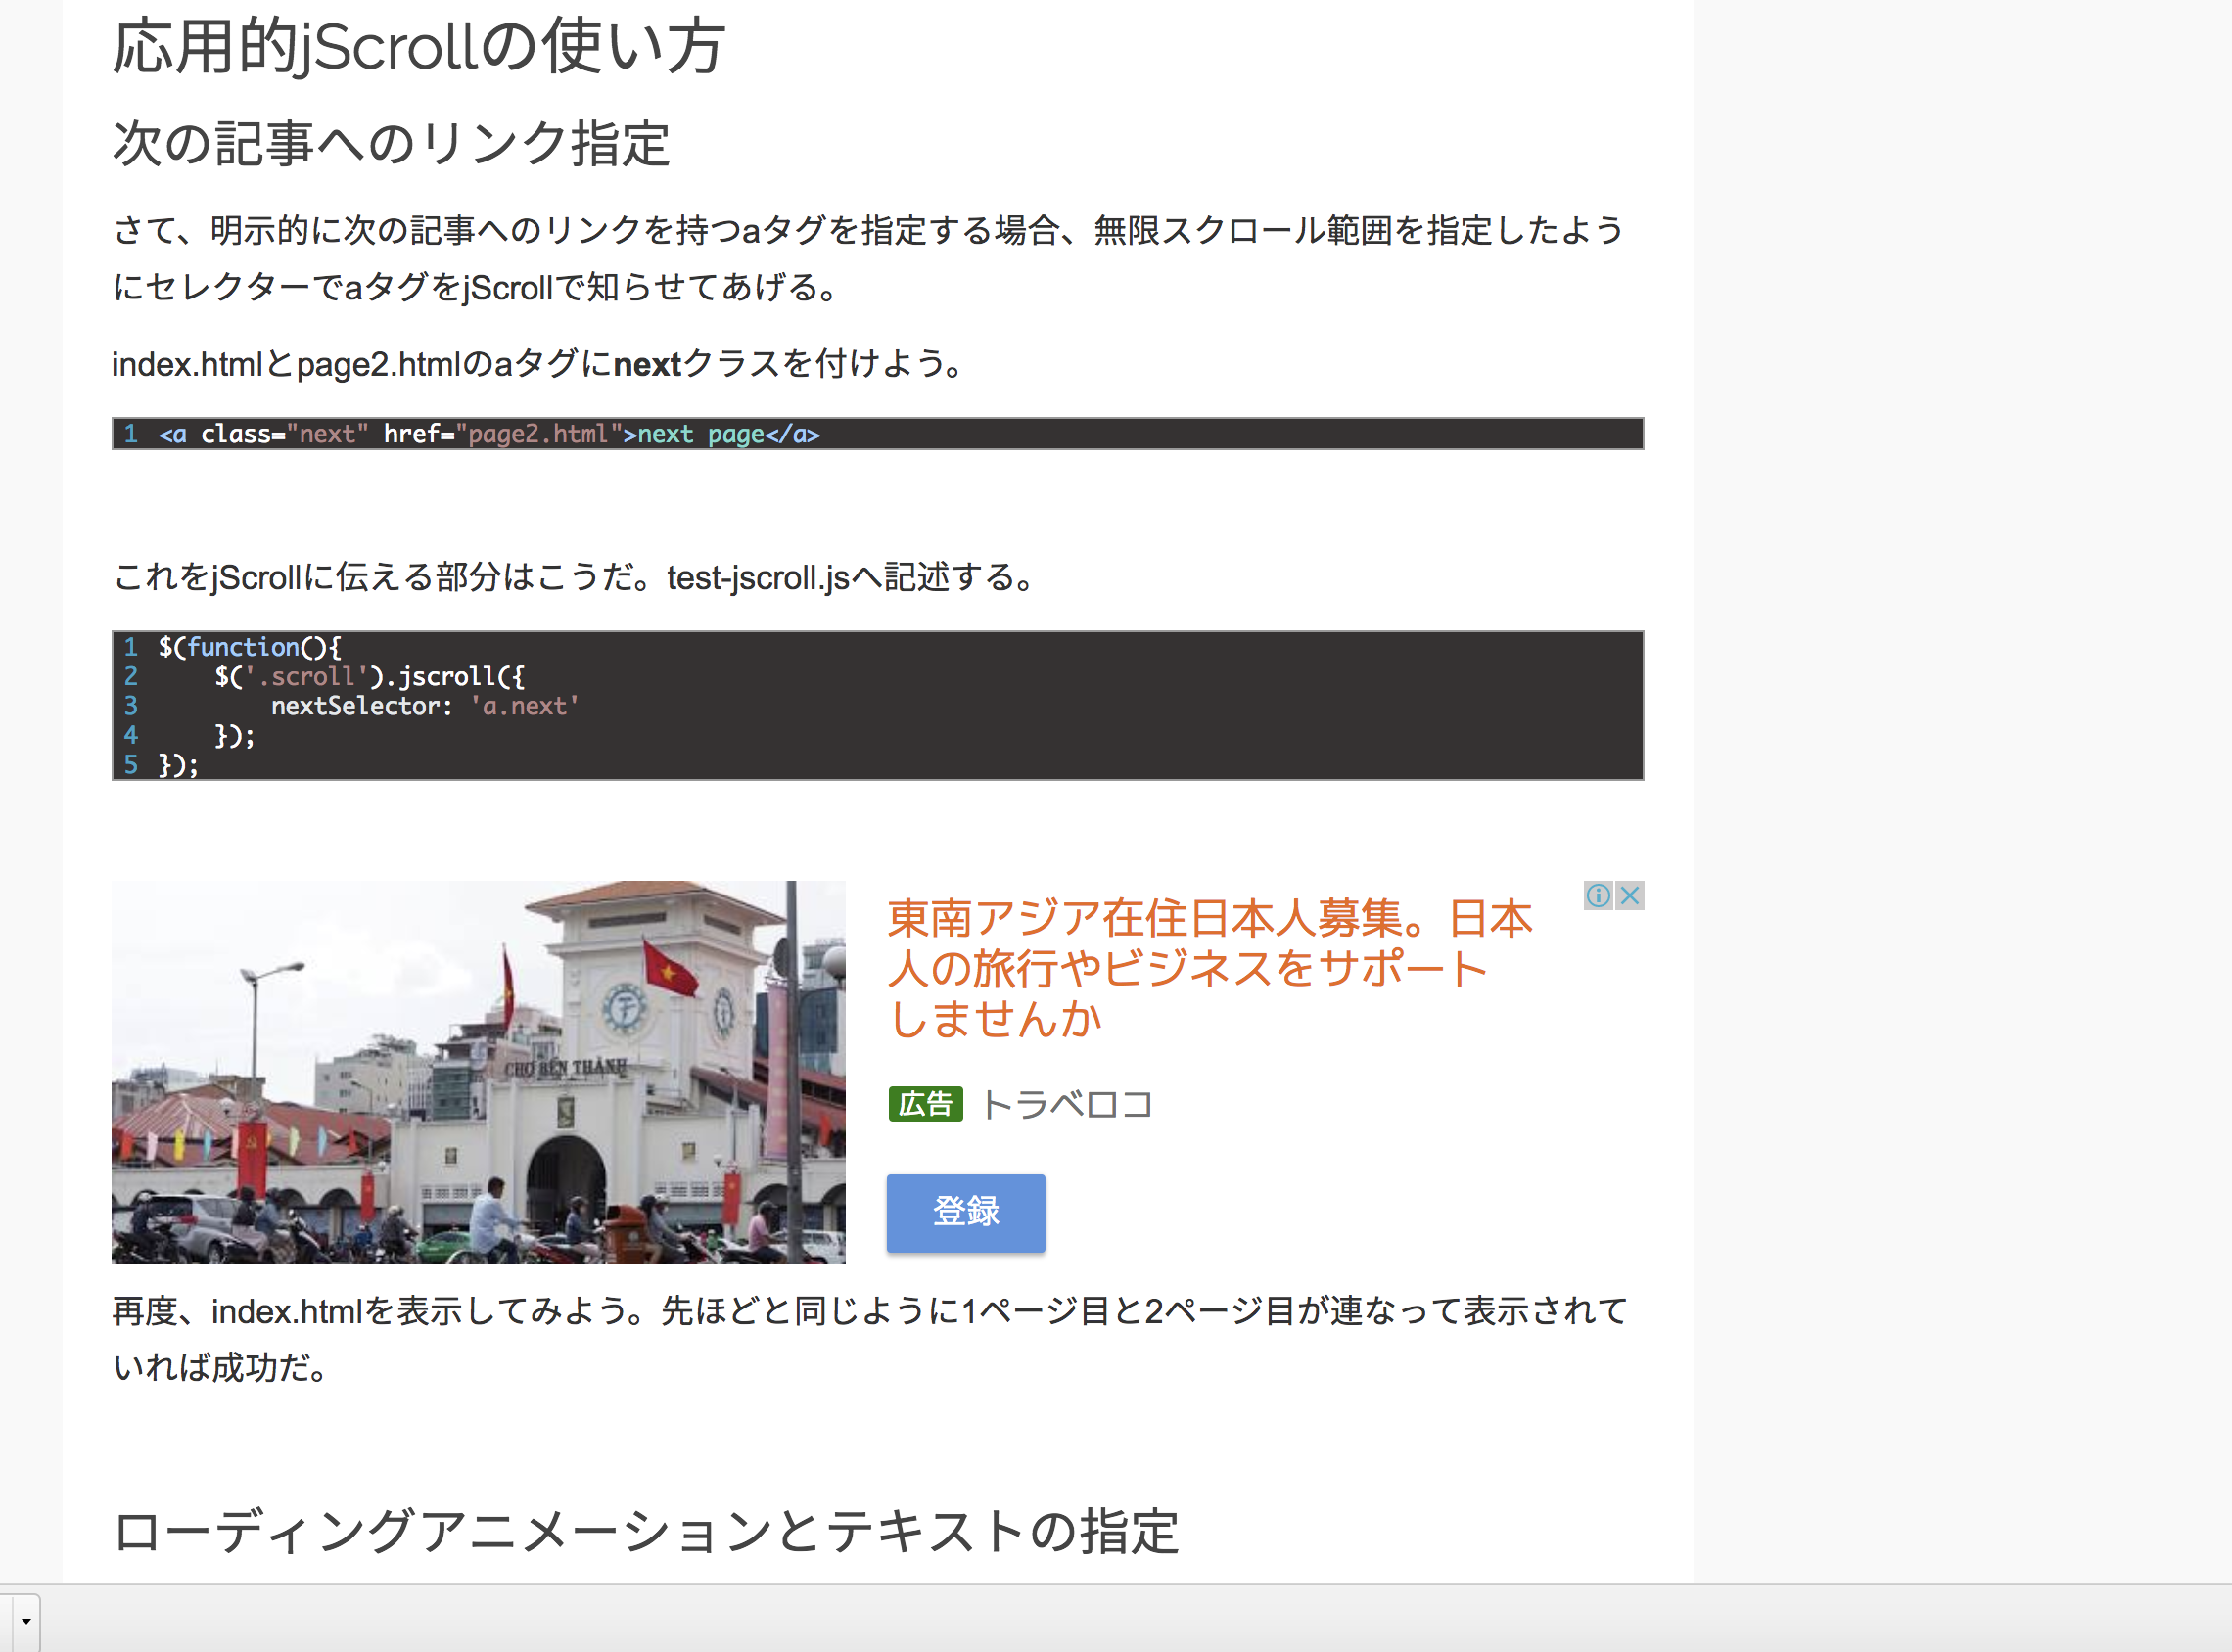 応用的jScrollの使い方
次の記事へのリンク指定
さて、明示的に次の記事へのリンクを持つaタグを指定する場合、無限スクロール範囲を指定したよう
にセレクターでaタグをjScrollで知らせてあげる。
index.htmlとpage2.htmlのaタグにnextクラスを付けよう。
1 <a class="next" href="page2.html">next page</a>
これをjScrollに伝える部分はこうだ。test-jscroll.jsへ記述する。
1 $(function(){
2     $('.scroll').jscroll({
3         nextSelector: 'a.next'
4     });
5 });
CHỢ BẾN THÀNH
東南アジア在住日本人募集。日本
人の旅行やビジネスをサポート
しませんか
広告 トラベロコ
登録
再度、index.htmlを表示してみよう。先ほどと同じように1ページ目と2ページ目が連なって表示されて
いれば成功だ。
ローディングアニメーションとテキストの指定